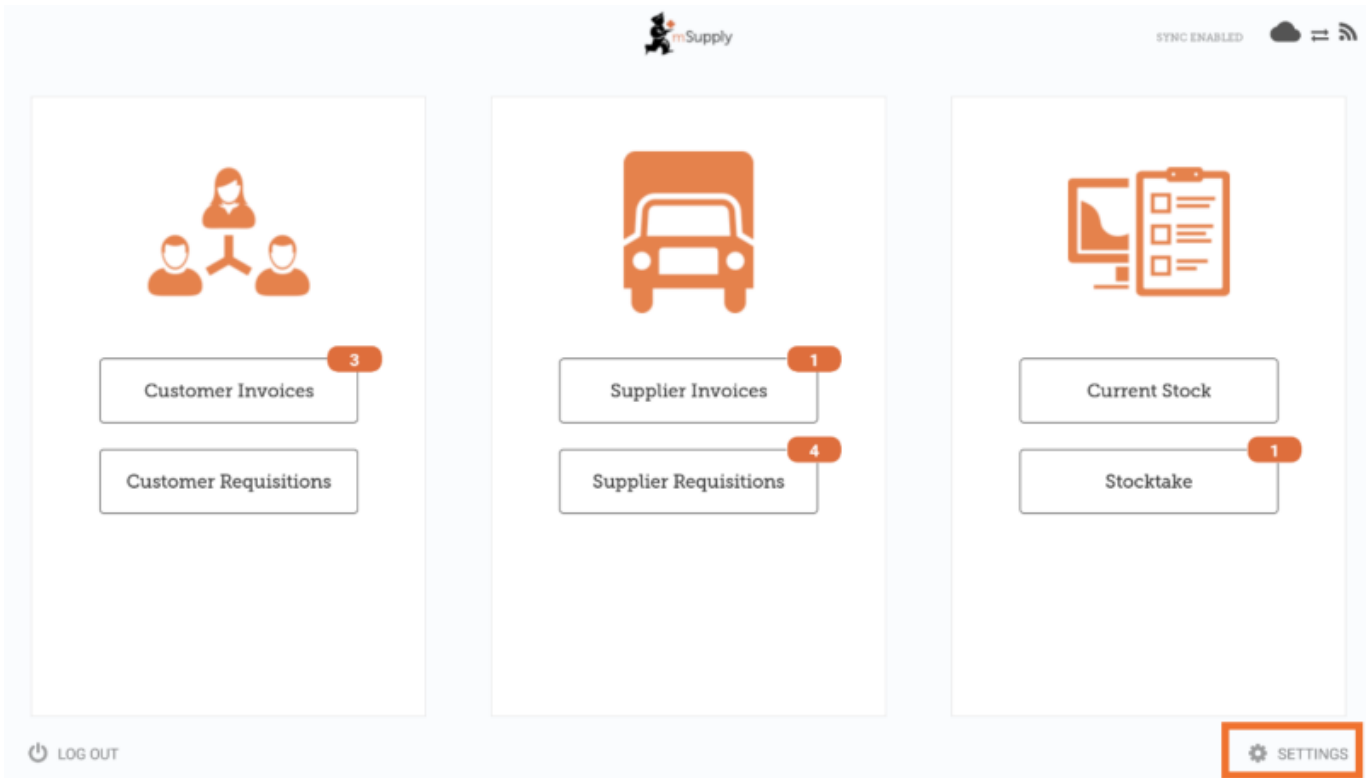 mSupply
SYNC ENABLED
3
Customer Invoices
Customer Requisitions
1
Supplier Invoices
4
Supplier Requisitions
Current Stock
1
Stocktake
LOG OUT
SETTINGS